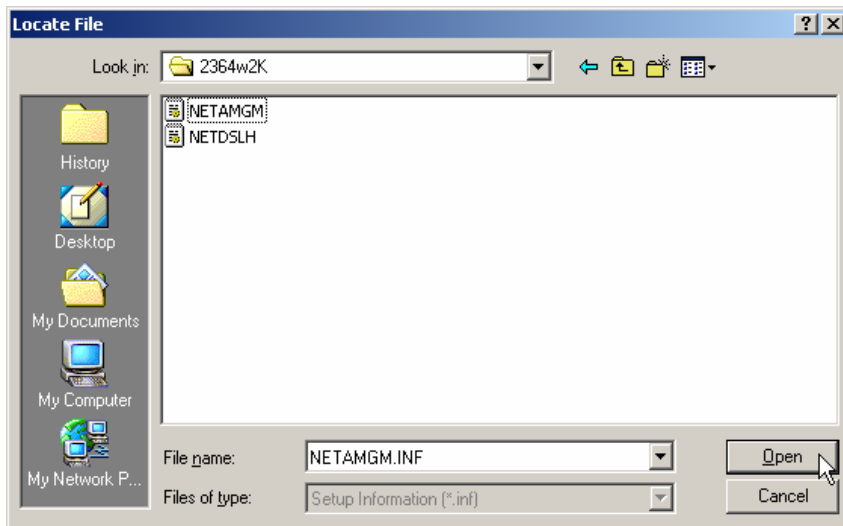 Locate File
Look in: 2364w2K
NETAMGM
NETDSLH
History
Desktop
My Documents
My Computer
My Network P...
File name: NETAMGM.INF Open
Files of type: Setup Information (*.inf) Cancel